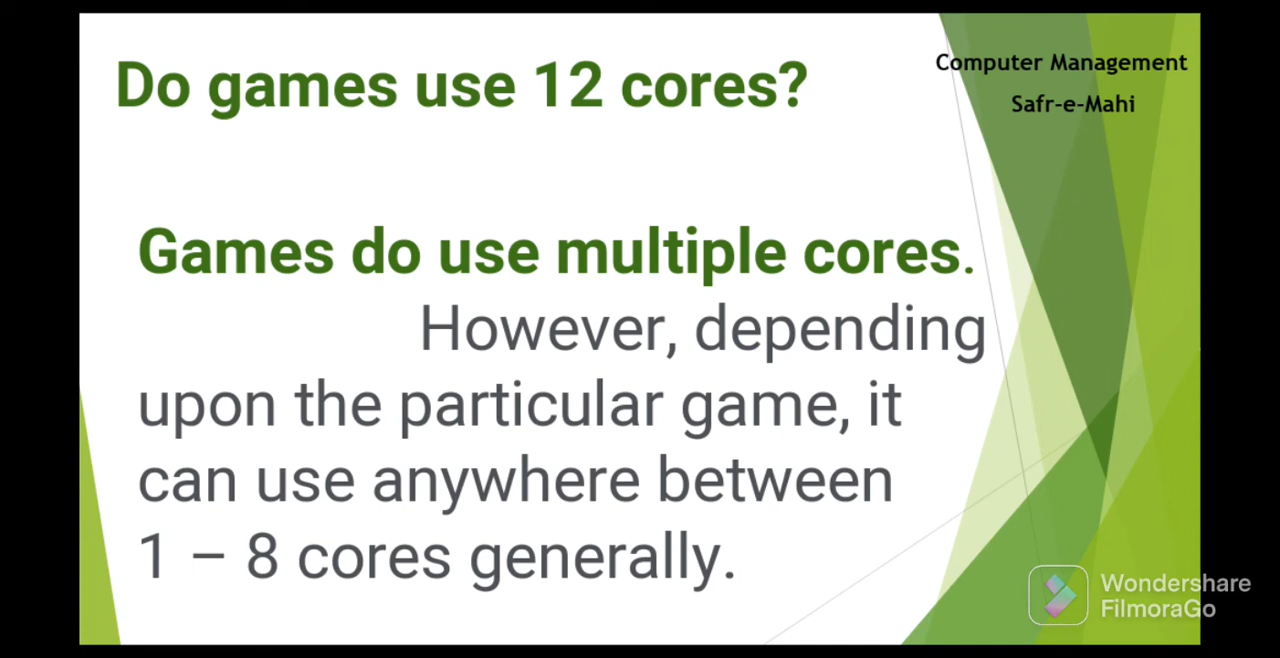 Do games use 12 cores?
Computer Management
Safr-e-Mahi
Games do use multiple cores.
However, depending
upon the particular game, it
can use anywhere between
1 – 8 cores generally.
Wondershare
FilmoraGo